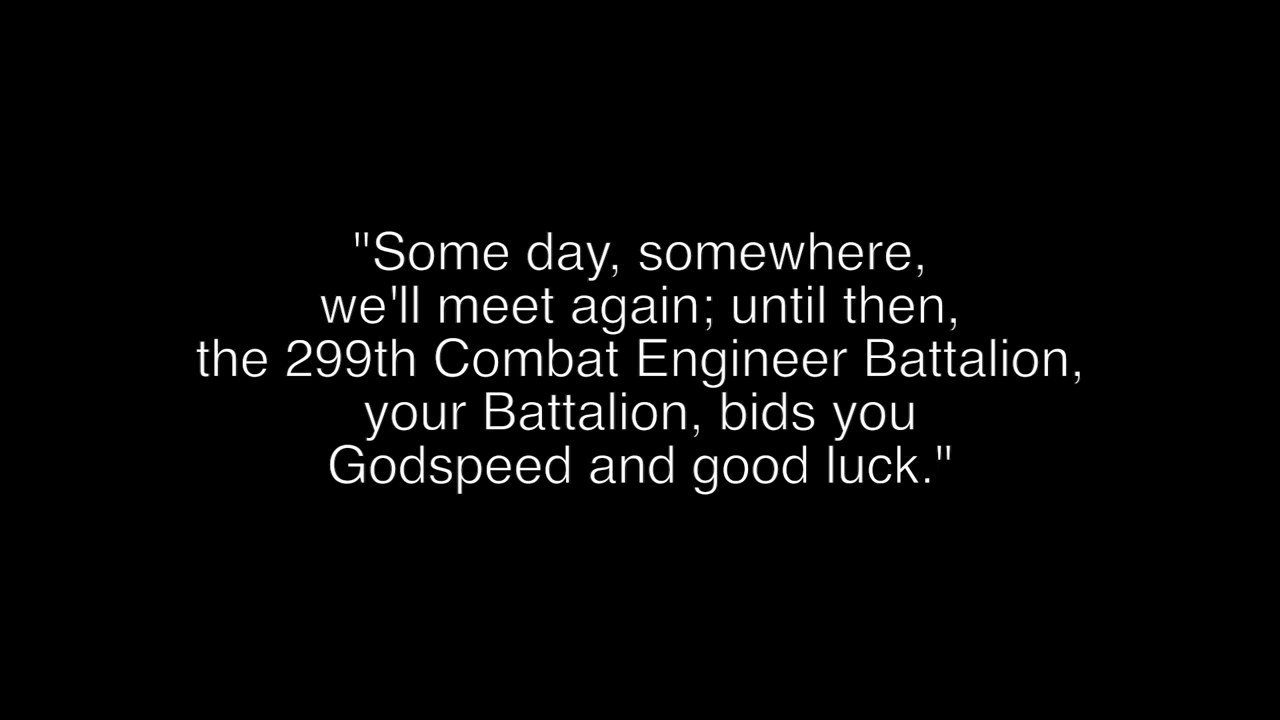 "Some day, somewhere,
we'll meet again; until then,
the 299th Combat Engineer Battalion,
your Battalion, bids you
Godspeed and good luck."